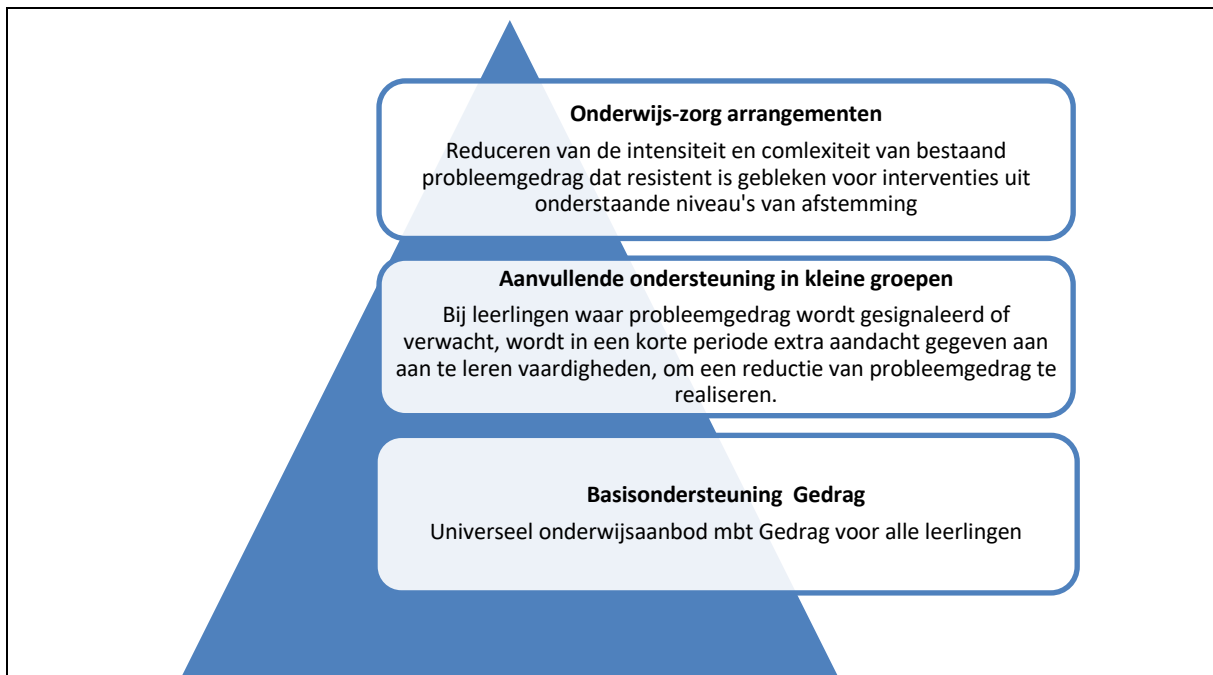 Onderwijs-zorg arrangementen
Reduceren van de intensiteit en comlexiteit van bestaand
probleemgedrag dat resistent is gebleken voor interventies uit
onderstaande niveau's van afstemming
Aanvullende ondersteuning in kleine groepen
Bij leerlingen waar probleemgedrag wordt gesignaleerd of
verwacht, wordt in een korte periode extra aandacht gegeven aan
aan te leren vaardigheden, om een reductie van probleemgedrag te
realiseren.
Basisondersteuning  Gedrag
Universeel onderwijsaanbod mbt Gedrag voor alle leerlingen